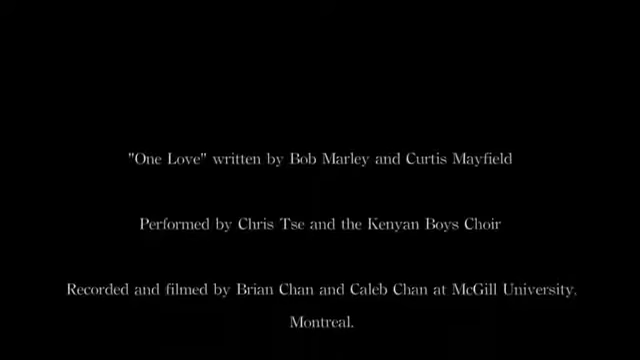 "One Love" written by Bob Marley and Curtis Mayfield
Performed by Chris Tse and the Kenyan Boys Choir
Recorded and filmed by Brian Chan and Caleb Chan at McGill University,
Montreal.